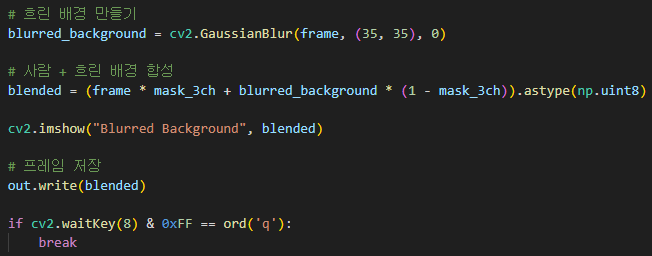 # 흐린 배경 만들기
blurred_background = cv2.GaussianBlur(frame, (35, 35), 0)
# 사람 + 흐린 배경 합성
blended = (frame * mask_3ch + blurred_background * (1 - mask_3ch)).astype(np.uint8)
cv2.imshow("Blurred Background", blended)
# 프레임 저장
out.write(blended)
if cv2.waitKey(8) & 0xFF == ord('q'):
    break